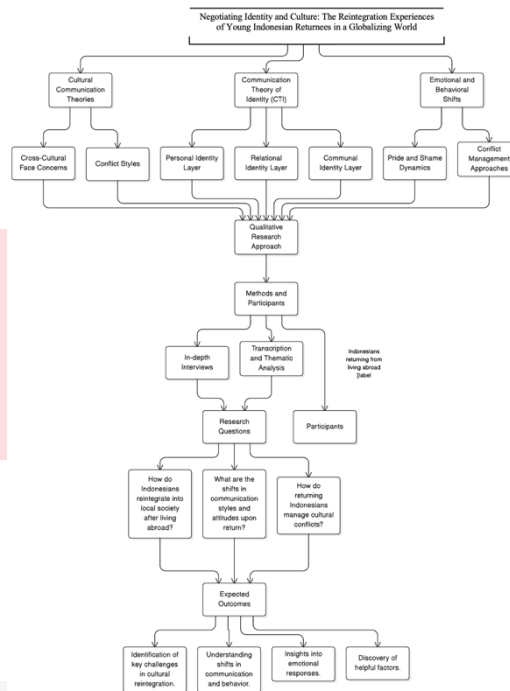 Negotiating Identity and Culture: The Reintegration Experiences
of Young Indonesian Returnees in a Globalizing World
Cultural
Communication
Theories
Communication
Theory of
Identity (CTI)
Emotional and
Behavioral
Shifts
Cross-Cultural
Face Concerns
Conflict Styles
Personal Identity
Layer
Relational
Identity Layer
Communal
Identity Layer
Pride and Shame
Dynamics
Conflict
Management
Approaches
Qualitative
Research
Approach
Methods and
Participants
In-depth
Interviews
Transcription
and Thematic
Analysis
Indonesians
returning from
living abroad
[label
Research
Questions
Participants
How do
Indonesians
reintegrate into
local society
after living
abroad?
What are the
shifts in
communication
styles and
attitudes upon
return?
How do
returning
Indonesians
manage cultural
conflicts?
Expected
Outcomes
Identification of
key challenges
in cultural
reintegration.
Understanding
shifts in
communication
and behavior.
Insights into
emotional
responses.
Discovery of
helpful factors.